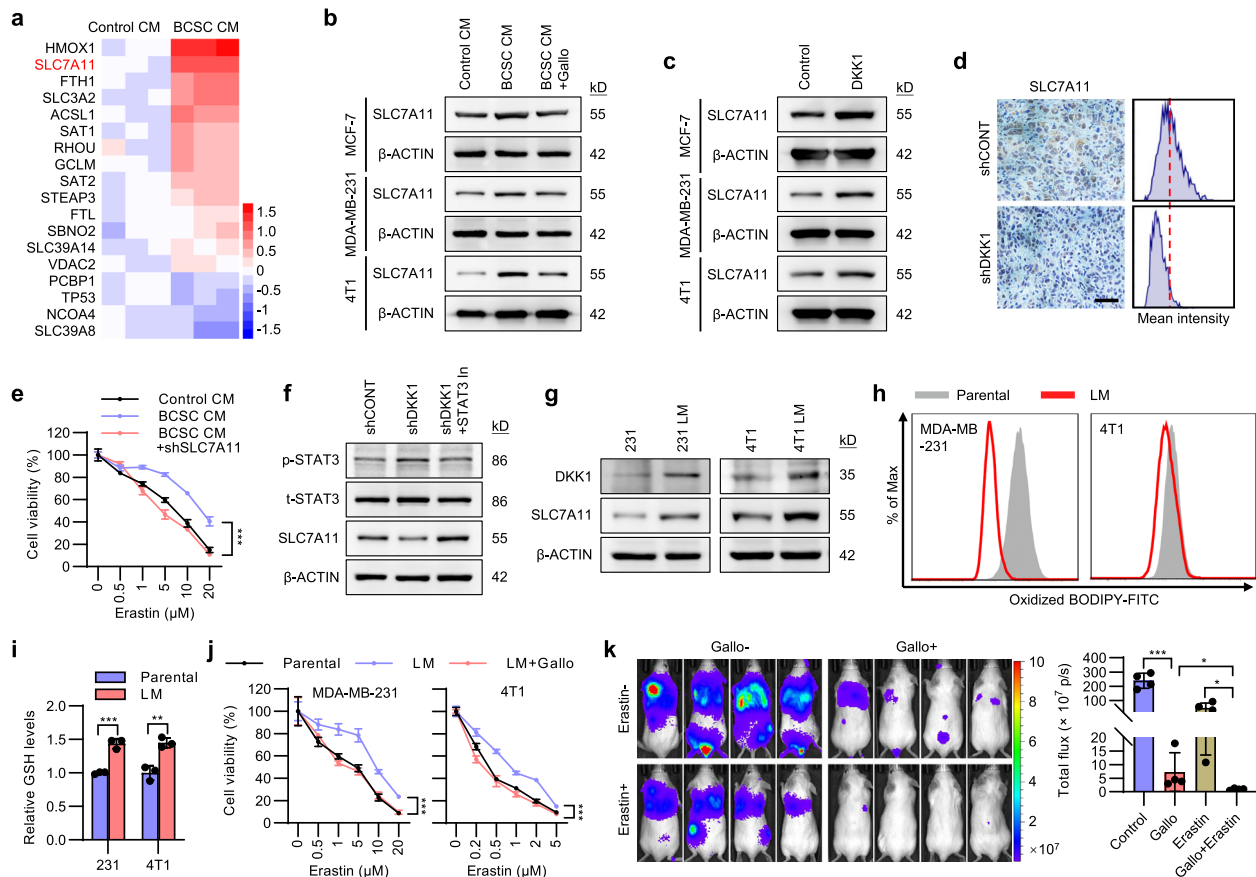 a
Control CM BCSC CM
HMOX1
SLC7A11
FTH1
SLC3A2
ACSL1
SAT1
RHOU
GCLM
SAT2
STEAP3
FTL
SBNO2
SLC39A14
VDAC2
PCBP1
TP53
NCOA4
SLC39A8
1.5
1
0.5
0
-0.5
-1
-1.5
b
Control CM
BCSC CM
BCSC CM
+Gallo
kD
MCF-7
SLC7A11 55
β-ACTIN 42
MDA-MB-231
SLC7A11 55
β-ACTIN 42
4T1
SLC7A11 55
β-ACTIN 42
c
Control
DKK1
kD
MCF-7
SLC7A11 55
β-ACTIN 42
MDA-MB-231
SLC7A11 55
β-ACTIN 42
4T1
SLC7A11 55
β-ACTIN 42
d
SLC7A11
shCONT
shDKK1
Mean intensity
e
Control CM
BCSC CM
BCSC CM
+shSLC7A11
Cell viability (%)
120
100
80
60
40
20
0
***
0 0.5 1 5 10 20
Erastin (μM)
f
shCONT
shDKK1
shDKK1
+STAT3 In
kD
p-STAT3 86
t-STAT3 86
SLC7A11 55
β-ACTIN 42
g
231
231 LM
4T1
4T1 LM
kD
DKK1 35
SLC7A11 55
β-ACTIN 42
h
Parental LM
MDA-MB
-231
4T1
% of Max
Oxidized BODIPY-FITC
i
Parental
LM
Relative GSH levels
2.0
1.5
1.0
0.5
0.0
*** **
231 4T1
j
Parental LM LM+Gallo
MDA-MB-231 4T1
Cell viability (%)
120
100
80
60
40
20
0
***
0 0.5 1 5 10 20
Erastin (μM)
120
100
80
60
40
20
0
***
0 0.2 0.5 1 2 5
Erastin (μM)
k
Gallo- Gallo+
Erastin-
Erastin+
10
9
8
7
6
5
4
3
2
1
×10⁷
Total flux (× 10⁷ p/s)
400
300
200
100
20
15
10
5
0
*** * *
Control
Gallo
Erastin
Gallo+Erastin